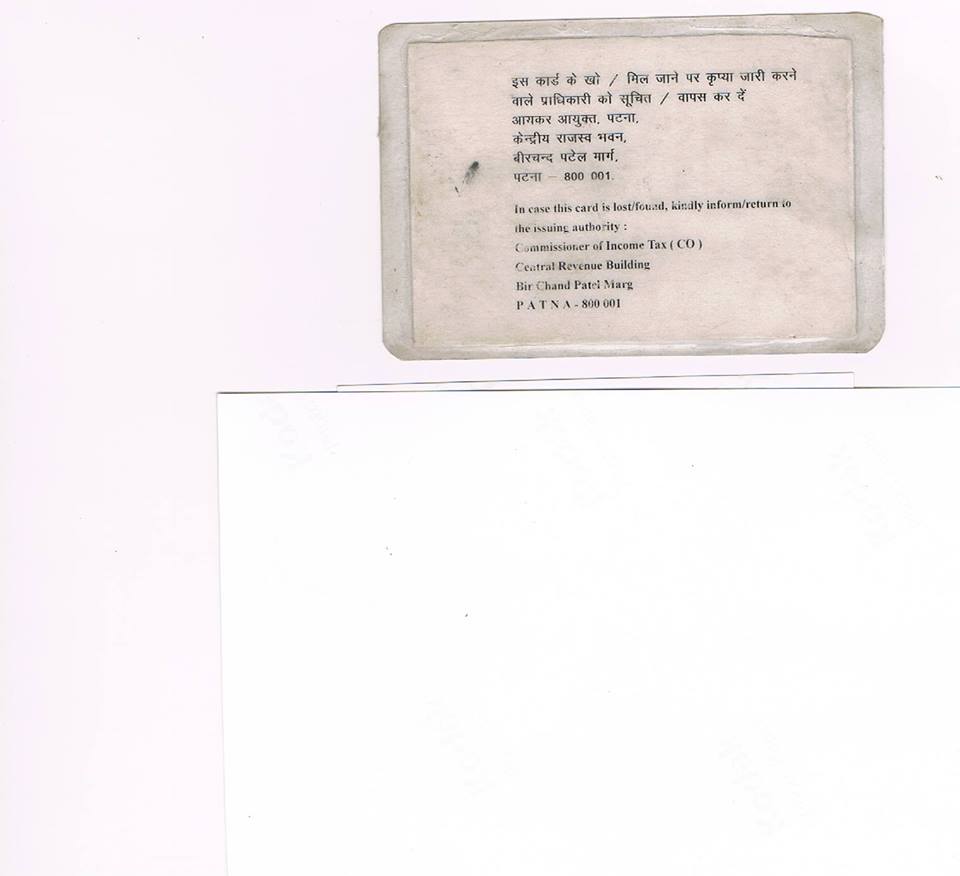 इस कार्ड के खो / मिल जाने पर कृप्या जारी करने
वाले प्राधिकारी को सूचित / वापस कर दें
आयकर आयुक्त, पटना,
केन्द्रीय राजस्व भवन,
बीरचन्द पटेल मार्ग,
पटना – 800 001.
In case this card is lost/found, kindly inform/return to
the issuing authority :
Commissioner of Income Tax ( CO )
Central Revenue Building
Bir Chand Patel Marg
P A T N A - 800 001